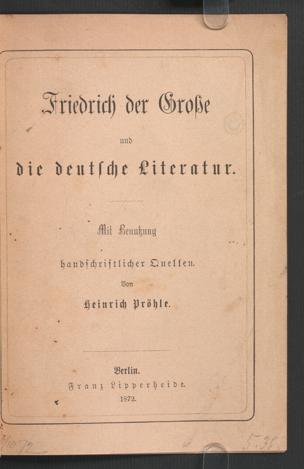 Friedrich der Große
und
die deutsche Literatur.
Mit Benutzung
handschriftlicher Quellen.
Von
Heinrich Pröhle.
Berlin.
Franz Lipperheide.
1872.